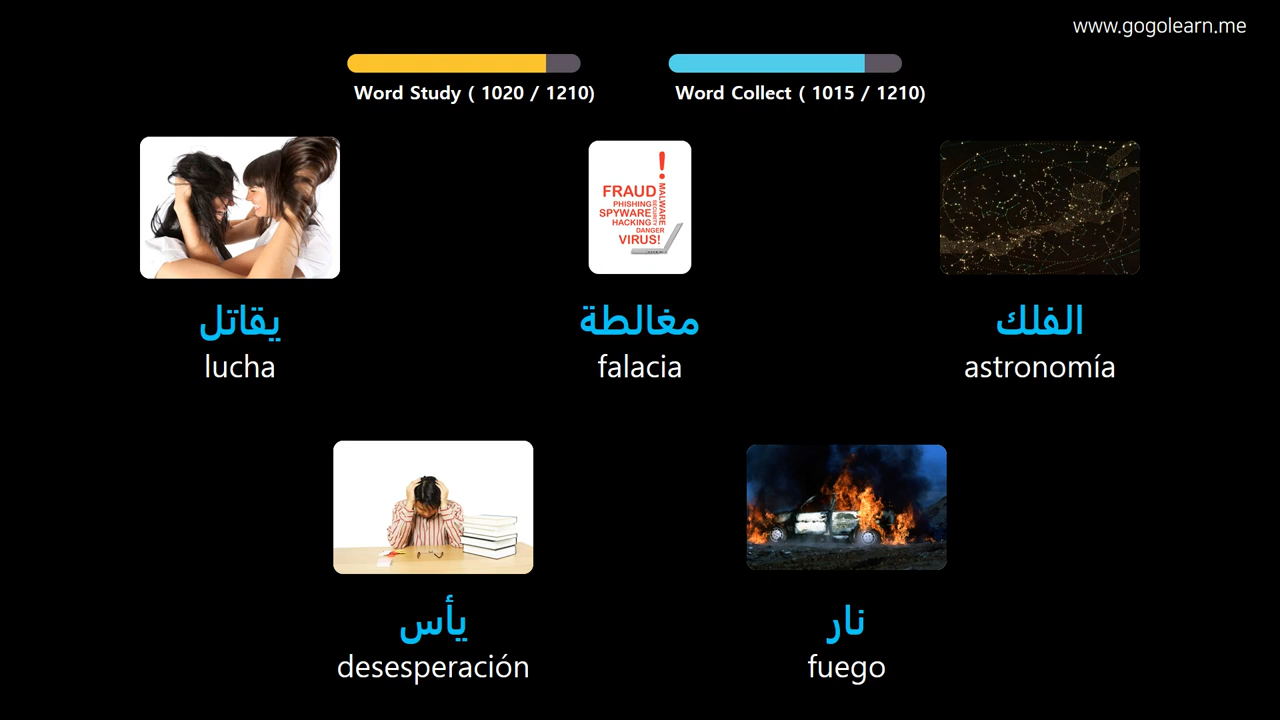 www.gogolearn.me
Word Study ( 1020 / 1210)
Word Collect ( 1015 / 1210)
!
FRAUD
PHISHING
SPYWARE
HACKING
DANGER
VIRUS!
MALWARE
SECURITY
يقاتل
lucha
مغالطة
falacia
الفلك
astronomía
يأس
desesperación
نار
fuego